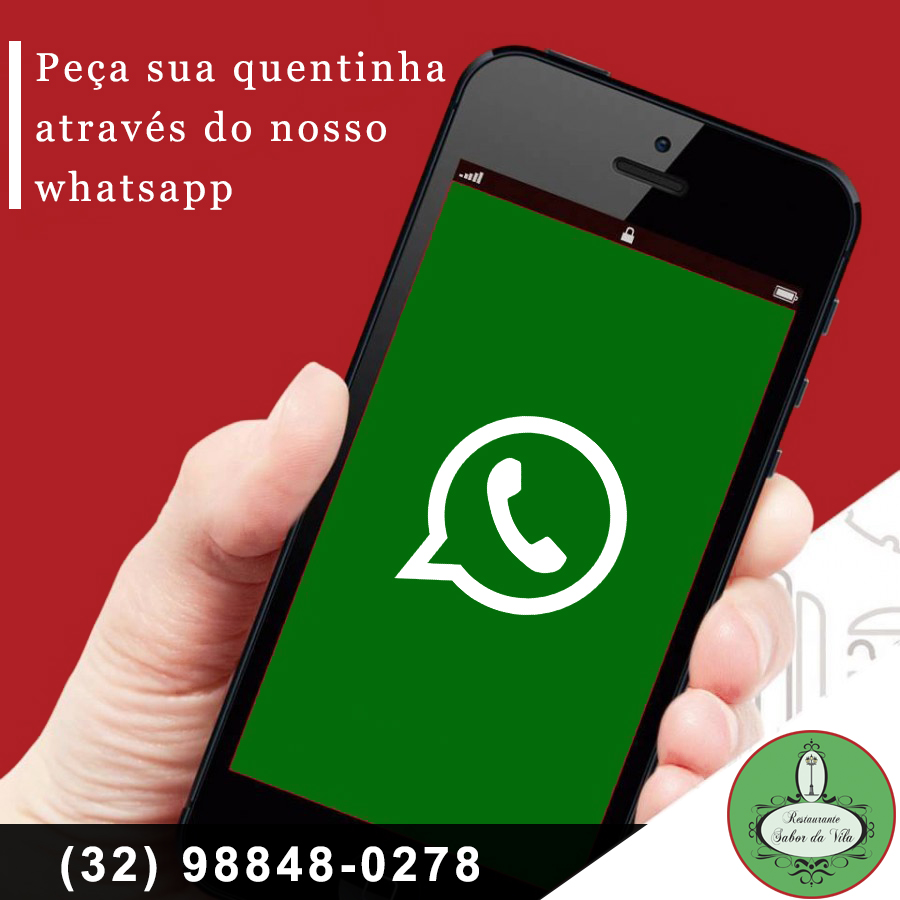 Peça sua quentinha
através do nosso
whatsapp
(32) 98848-0278
Restaurante
Sabor da Vila